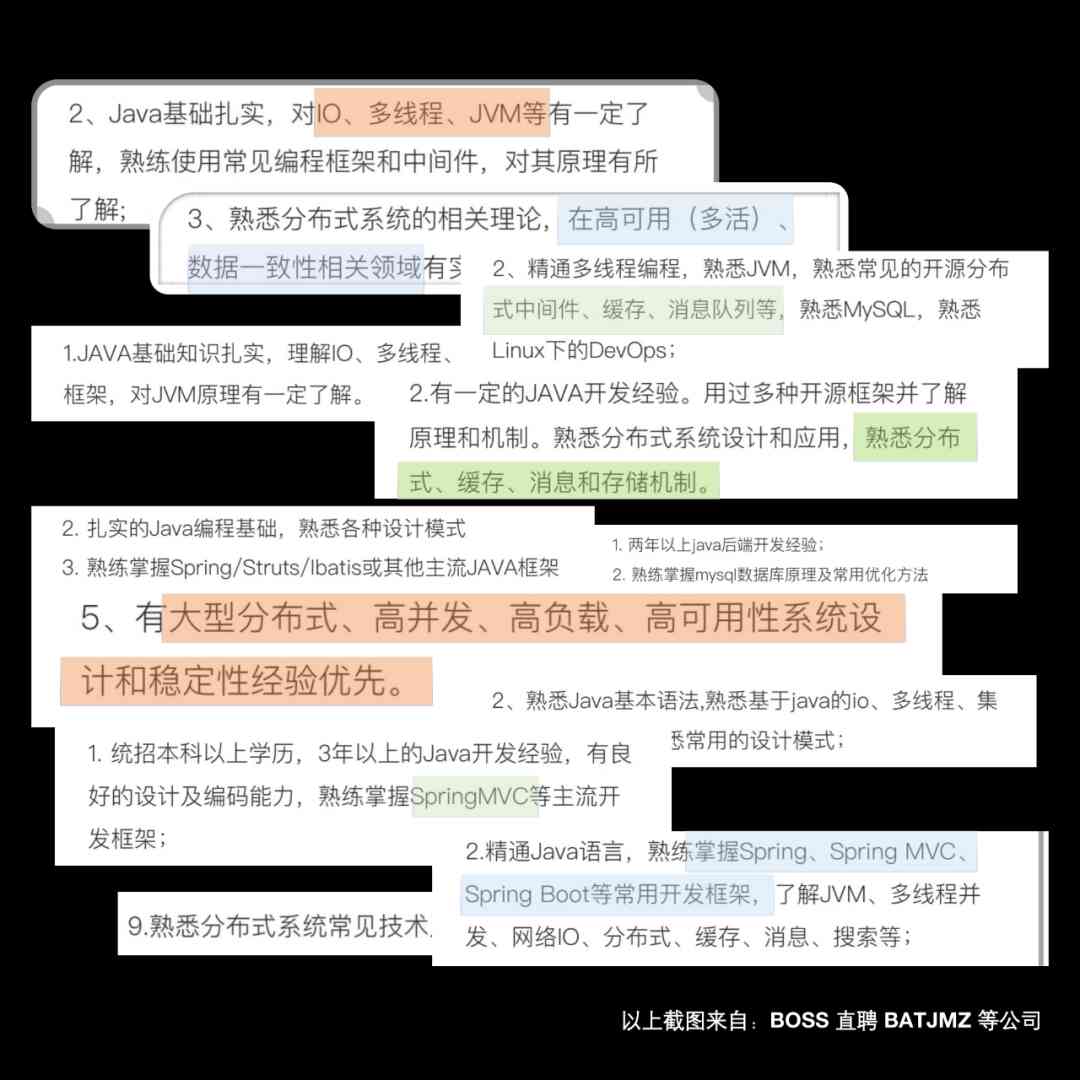 2、Java基础扎实，对IO、多线程、JVM等有一定了
解，熟练使用常见编程框架和中间件，对其原理有所
了解;
3、熟悉分布式系统的相关理论，在高可用（多活）、
数据一致性相关领域有
2、精通多线程编程，熟悉JVM，熟悉常见的开源分布
式中间件、缓存、消息队列等，熟悉MySQL，熟悉
Linux下的DevOps；
1.JAVA基础知识扎实，理解IO、多线程、
框架，对JVM原理有一定了解。
2.有一定的JAVA开发经验。用过多种开源框架并了解
原理和机制。熟悉分布式系统设计和应用，熟悉分布
式、缓存、消息和存储机制。
2. 扎实的Java编程基础，熟悉各种设计模式
3. 熟练掌握Spring/Struts/Ibatis或其他主流JAVA框架
1. 两年以上java后端开发经验；
2. 熟练掌握mysql数据库原理及常用优化方法
5、有大型分布式、高并发、高负载、高可用性系统设
计和稳定性经验优先。
2、熟悉Java基本语法,熟悉基于java的io、多线程、集
悉常用的设计模式；
1. 统招本科以上学历，3年以上的Java开发经验，有良
好的设计及编码能力，熟练掌握SpringMVC等主流开
发框架；
2.精通Java语言，熟练掌握Spring、Spring MVC、
Spring Boot等常用开发框架，了解JVM、多线程并
发、网络IO、分布式、缓存、消息、搜索等；
9.熟悉分布式系统常见技术
以上截图来自：BOSS 直聘 BATJMZ 等公司